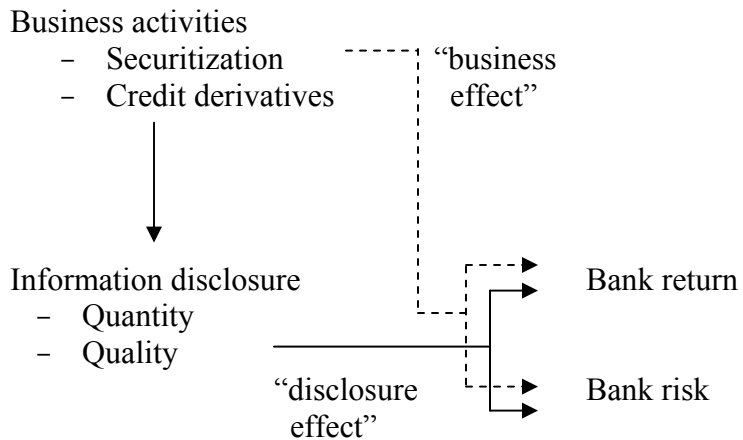 Business activities
– Securitization
– Credit derivatives
“business
effect”
Information disclosure
– Quantity
– Quality
“disclosure
effect”
Bank return
Bank risk